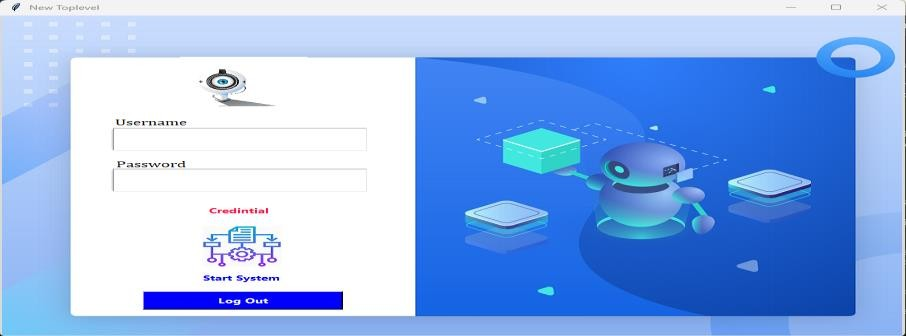 New Toplevel
Username
Password
Credintial
Start System
Log Out